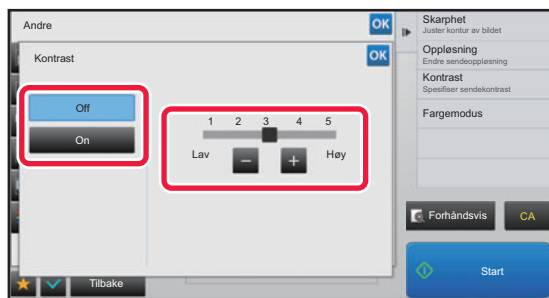 Andre
OK
Kontrast
OK
Off
On
1 2 3 4 5
Lav
−
+
Høy
Tilbake
Skarphet
Juster kontur av bildet
Oppløsning
Endre sendeoppløsning
Kontrast
Spesifiser sendekontrast
Fargemodus
Forhåndsvis
CA
Start